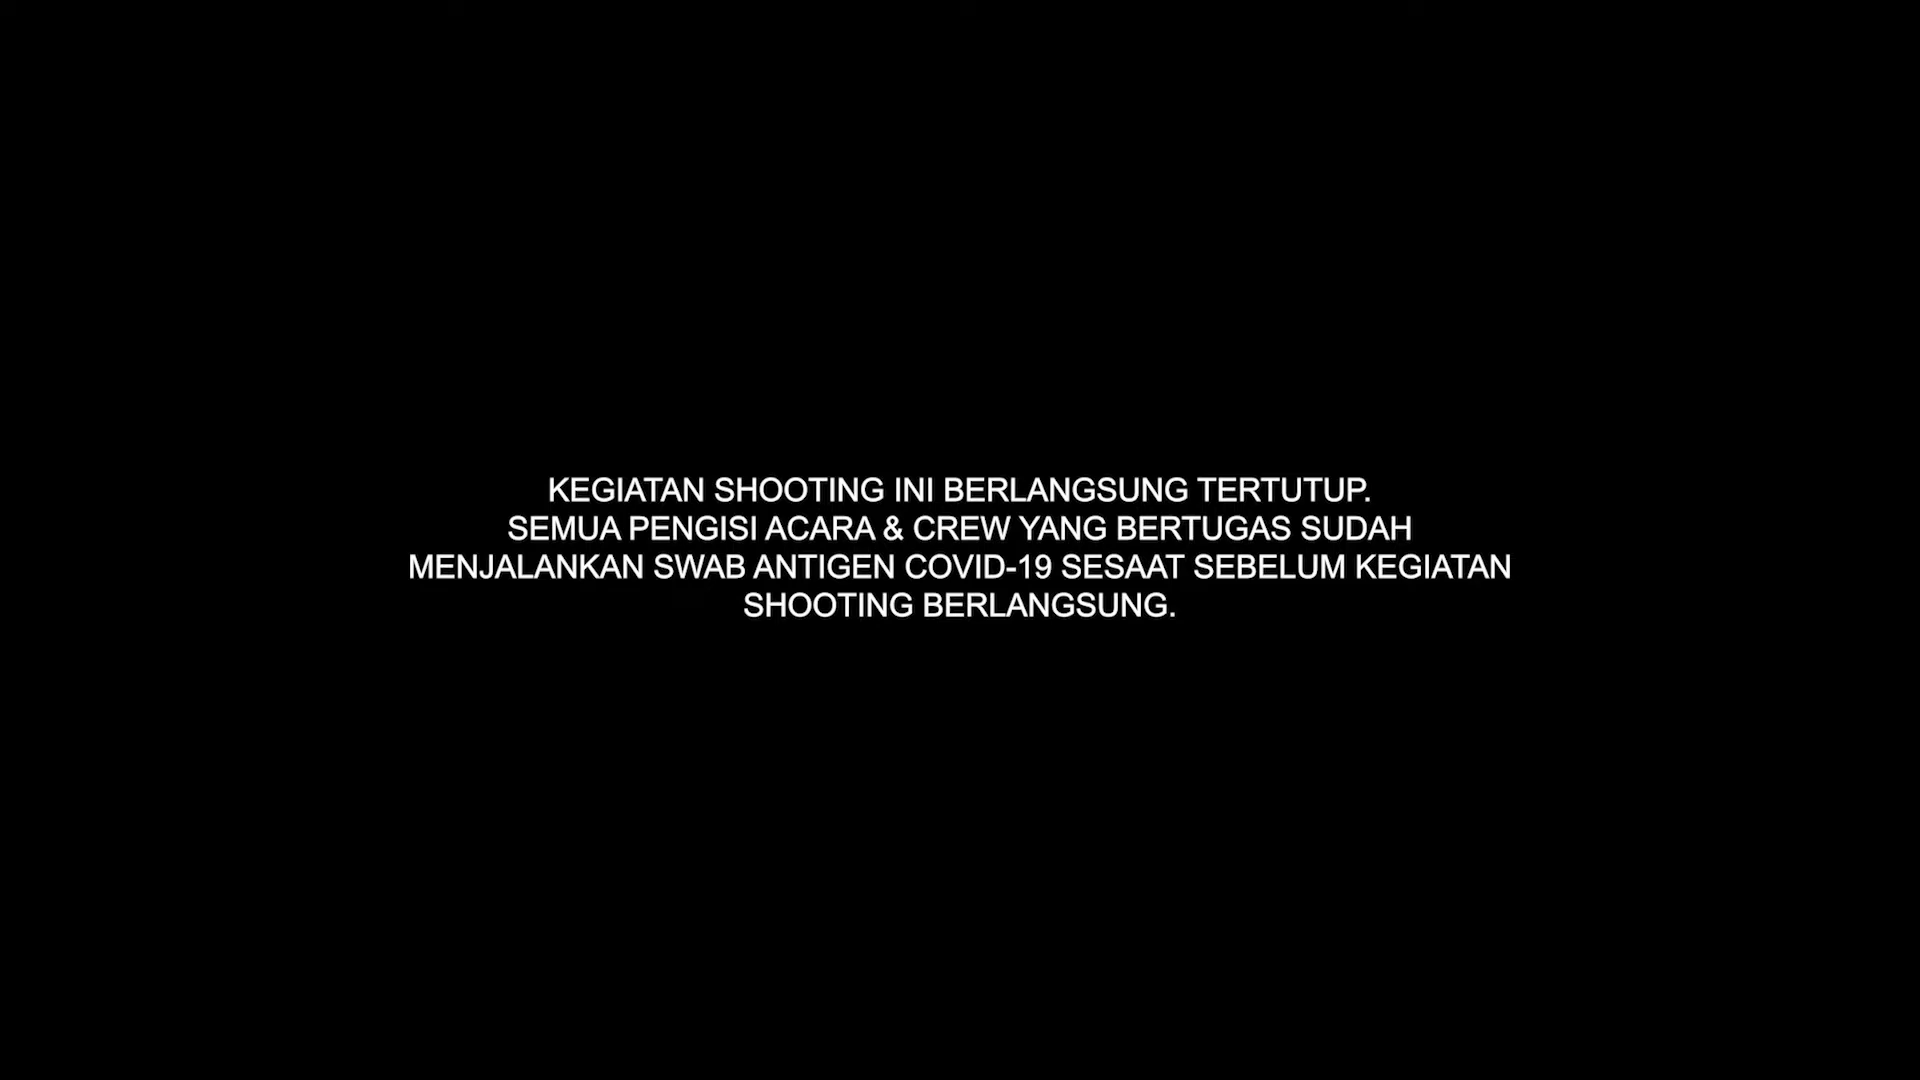 KEGIATAN SHOOTING INI BERLANGSUNG TERTUTUP.
SEMUA PENGISI ACARA & CREW YANG BERTUGAS SUDAH
MENJALANKAN SWAB ANTIGEN COVID-19 SESAAT SEBELUM KEGIATAN
SHOOTING BERLANGSUNG.